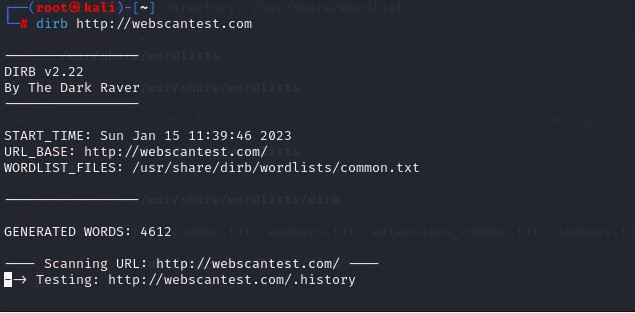 ┌──(root㉿kali)-[~]
└─# dirb http://webscantest.com
-----------------
DIRB v2.22
By The Dark Raver
-----------------
START_TIME: Sun Jan 15 11:39:46 2023
URL_BASE: http://webscantest.com/
WORDLIST_FILES: /usr/share/dirb/wordlists/common.txt
-----------------
GENERATED WORDS: 4612
---- Scanning URL: http://webscantest.com/ ----
--> Testing: http://webscantest.com/.history